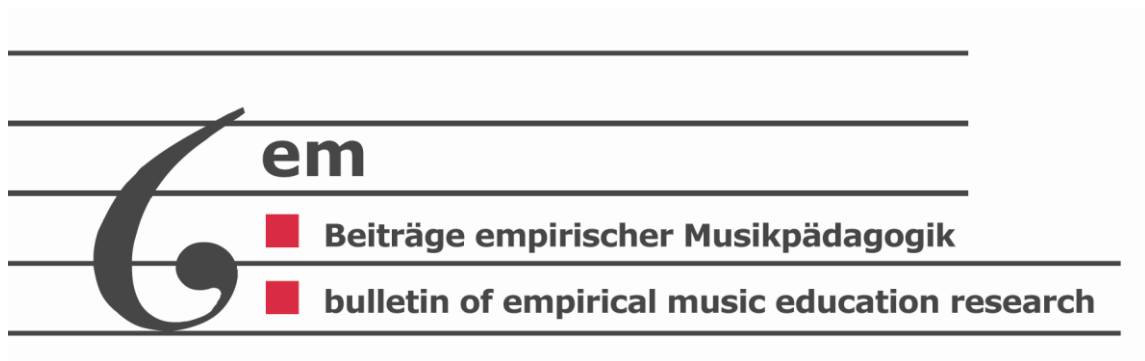 em
Beiträge empirischer Musikpädagogik
bulletin of empirical music education research